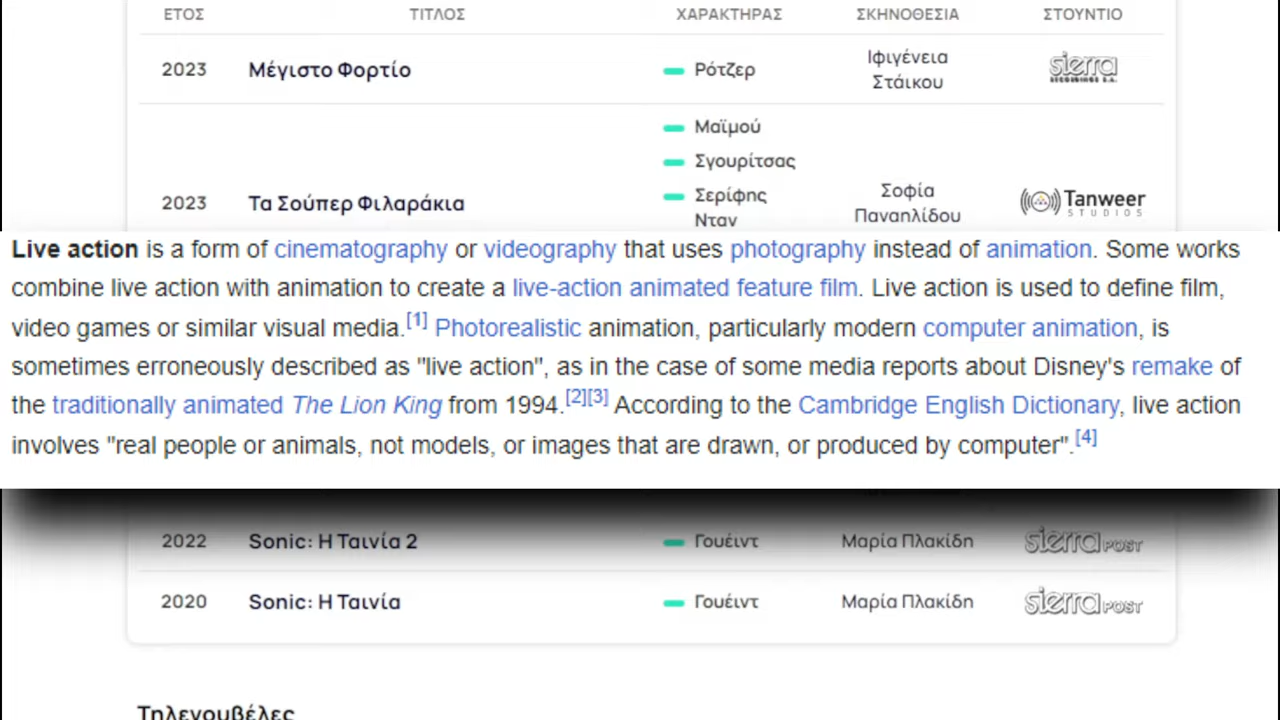 ΕΤΟΣ ΤΙΤΛΟΣ ΧΑΡΑΚΤΗΡΑΣ ΣΚΗΝΟΘΕΣΙΑ ΣΤΟΥΝΤΙΟ
2023 Μέγιστο Φορτίο Ρότζερ Ιφιγένεια
Στάικου
sierra
RECORDINGS S.A.
Μαϊμού
Σγουρίτσας
2023 Τα Σούπερ Φιλαράκια Σερίφης
Νταν
Σοφία
Παναηλίδου
Tanweer
STUDIOS
Live action is a form of cinematography or videography that uses photography instead of animation. Some works
combine live action with animation to create a live-action animated feature film. Live action is used to define film,
video games or similar visual media.[1] Photorealistic animation, particularly modern computer animation, is
sometimes erroneously described as "live action", as in the case of some media reports about Disney's remake of
the traditionally animated The Lion King from 1994.[2][3] According to the Cambridge English Dictionary, live action
involves "real people or animals, not models, or images that are drawn, or produced by computer".[4]
2022 Sonic: Η Ταινία 2 Γουέιντ Μαρία Πλακίδη sierra POST
2020 Sonic: Η Ταινία Γουέιντ Μαρία Πλακίδη sierra POST
Τηλενουβέλες